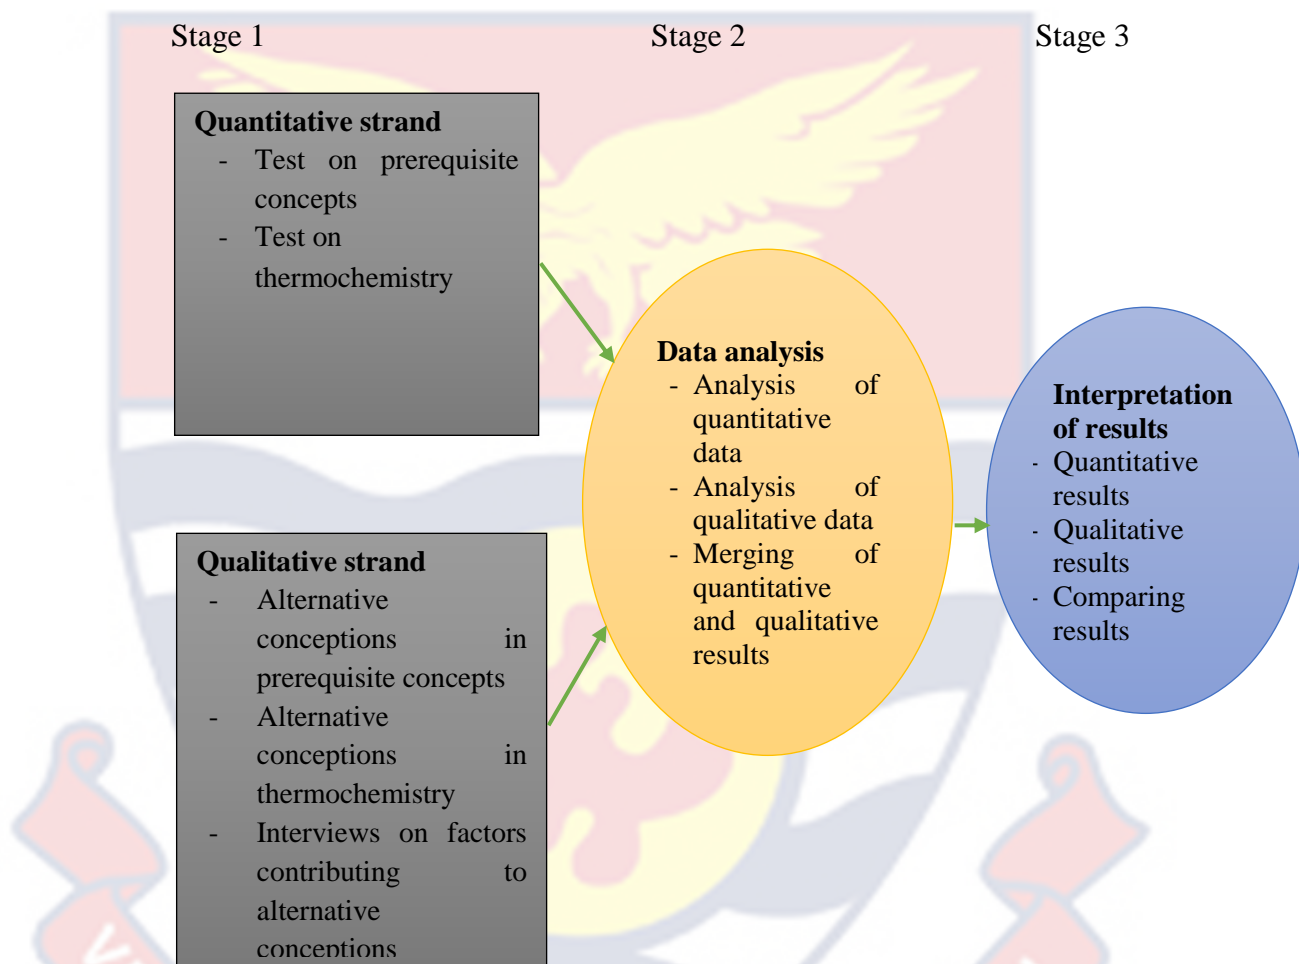 Stage 1
Stage 2
Stage 3
Quantitative strand
- Test on prerequisite
concepts
- Test on
thermochemistry
Qualitative strand
- Alternative
conceptions in
prerequisite concepts
- Alternative
conceptions in
thermochemistry
- Interviews on factors
contributing to
alternative
conceptions
Data analysis
- Analysis of
quantitative
data
- Analysis of
qualitative data
- Merging of
quantitative
and qualitative
results
Interpretation
of results
- Quantitative
results
- Qualitative
results
- Comparing
results